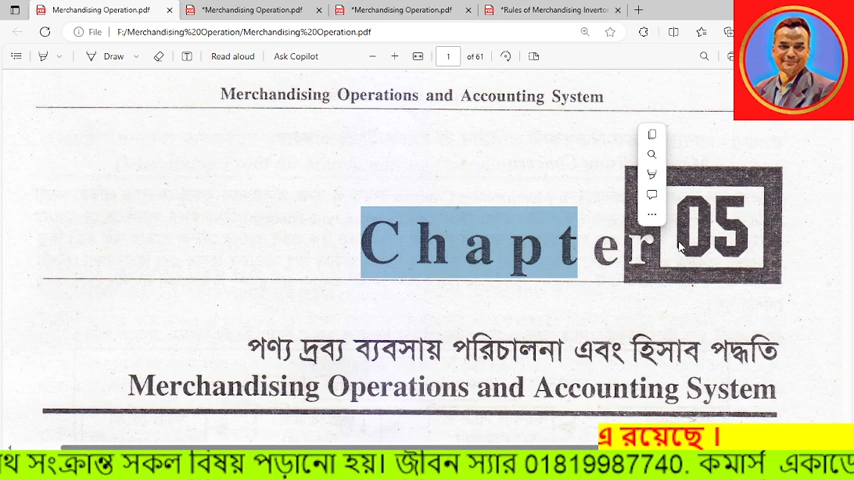 Merchandising Operation.pdf
*Merchandising Operation.pdf
*Merchandising Operation.pdf
*Rules of Merchandising Invento
File
F:/Merchandising%20Operation/Merchandising%20Operation.pdf
Draw
Read aloud
Ask Copilot
1
of 61
Merchandising Operations and Accounting System
Chapter 05
পণ্য দ্রব্য ব্যবসায় পরিচালনা এবং হিসাব পদ্ধতি
Merchandising Operations and Accounting System
এ রয়েছে ।
থ সংক্রান্ত সকল বিষয় পড়ানো হয়। জীবন স্যার 01819987740. কমার্স একাডে